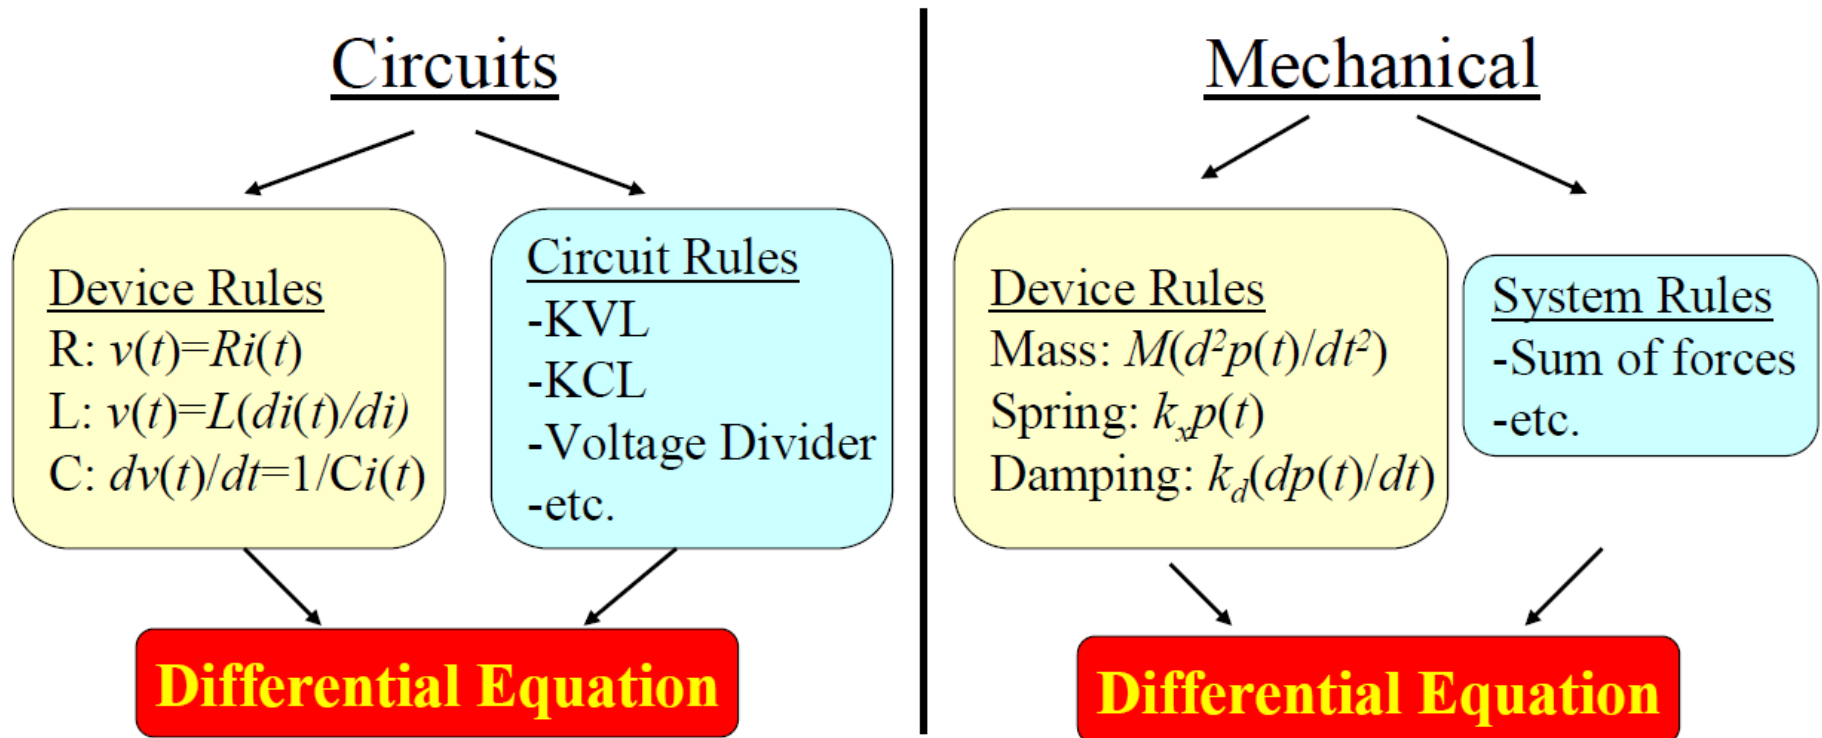 Circuits
Device Rules
R: v(t)=Ri(t)
L: v(t)=L(di(t)/di)
C: dv(t)/dt=1/Ci(t)
Circuit Rules
-KVL
-KCL
-Voltage Divider
-etc.
Differential Equation
Mechanical
Device Rules
Mass: M(d²p(t)/dt²)
Spring: kₓp(t)
Damping: k_d(dp(t)/dt)
System Rules
-Sum of forces
-etc.
Differential Equation